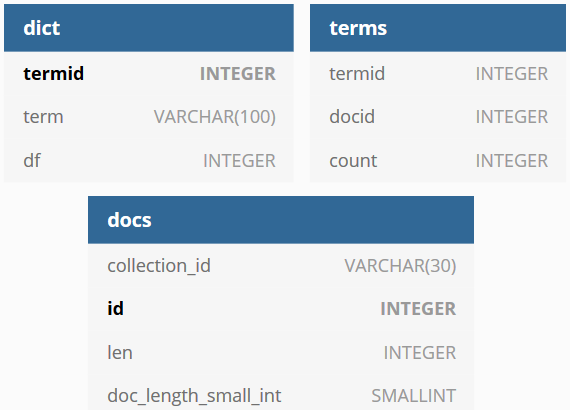 dict
termid INTEGER
term VARCHAR(100)
df INTEGER
terms
termid INTEGER
docid INTEGER
count INTEGER
docs
collection_id VARCHAR(30)
id INTEGER
len INTEGER
doc_length_small_int SMALLINT